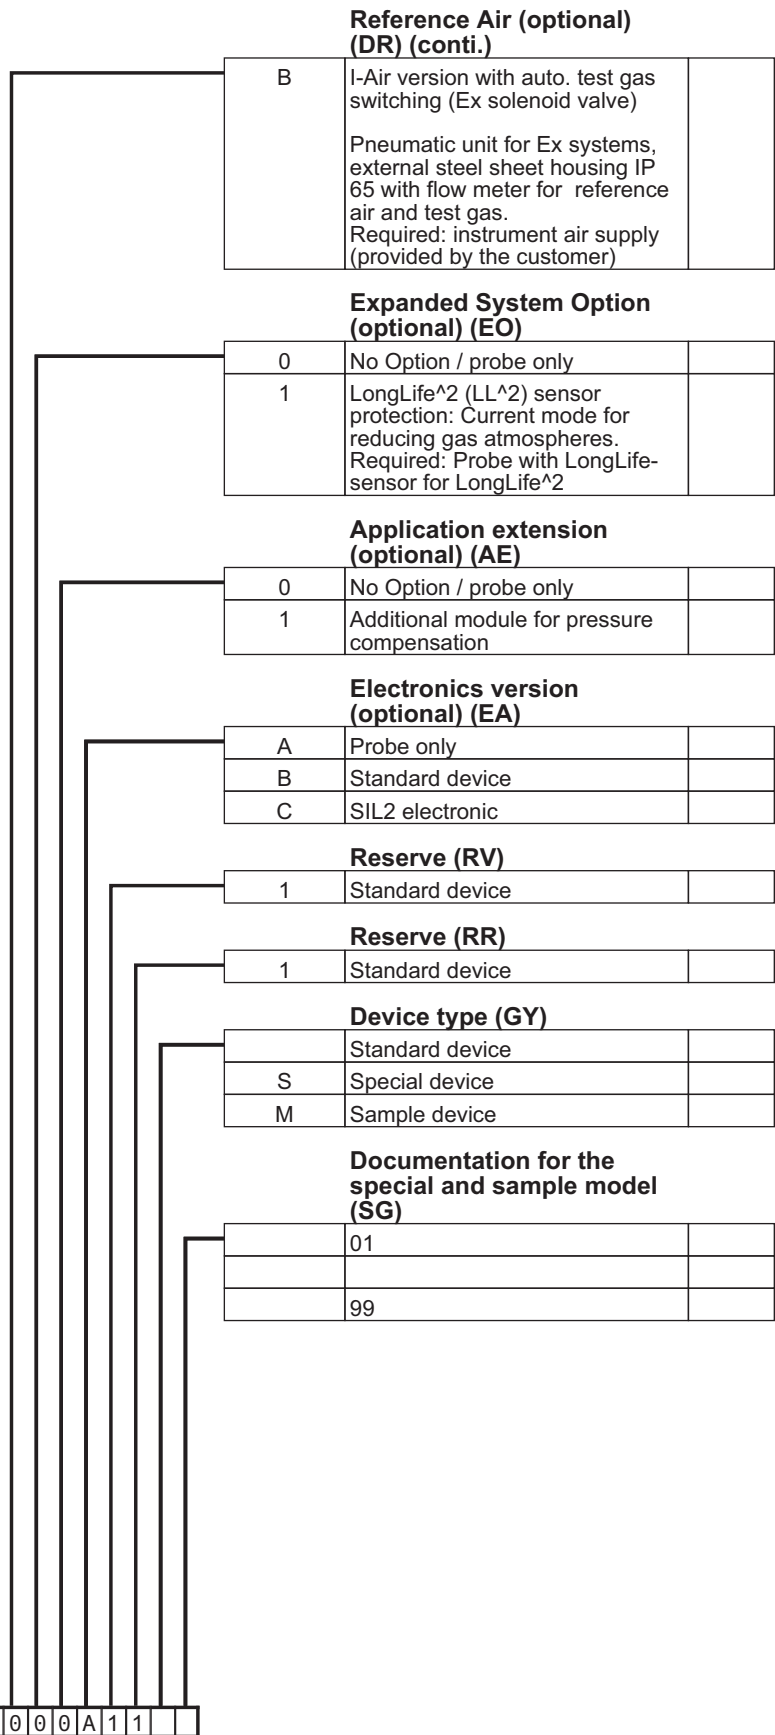 Reference Air (optional)
(DR) (conti.)
B I-Air version with auto. test gas
switching (Ex solenoid valve)
Pneumatic unit for Ex systems,
external steel sheet housing IP
65 with flow meter for reference
air and test gas.
Required: instrument air supply
(provided by the customer)
Expanded System Option
(optional) (EO)
0 No Option / probe only
1 LongLife^2 (LL^2) sensor
protection: Current mode for
reducing gas atmospheres.
Required: Probe with LongLife-
sensor for LongLife^2
Application extension
(optional) (AE)
0 No Option / probe only
1 Additional module for pressure
compensation
Electronics version
(optional) (EA)
A Probe only
B Standard device
C SIL2 electronic
Reserve (RV)
1 Standard device
Reserve (RR)
1 Standard device
Device type (GY)
Standard device
S Special device
M Sample device
Documentation for the
special and sample model
(SG)
01
99
0 0 0 A 1 1